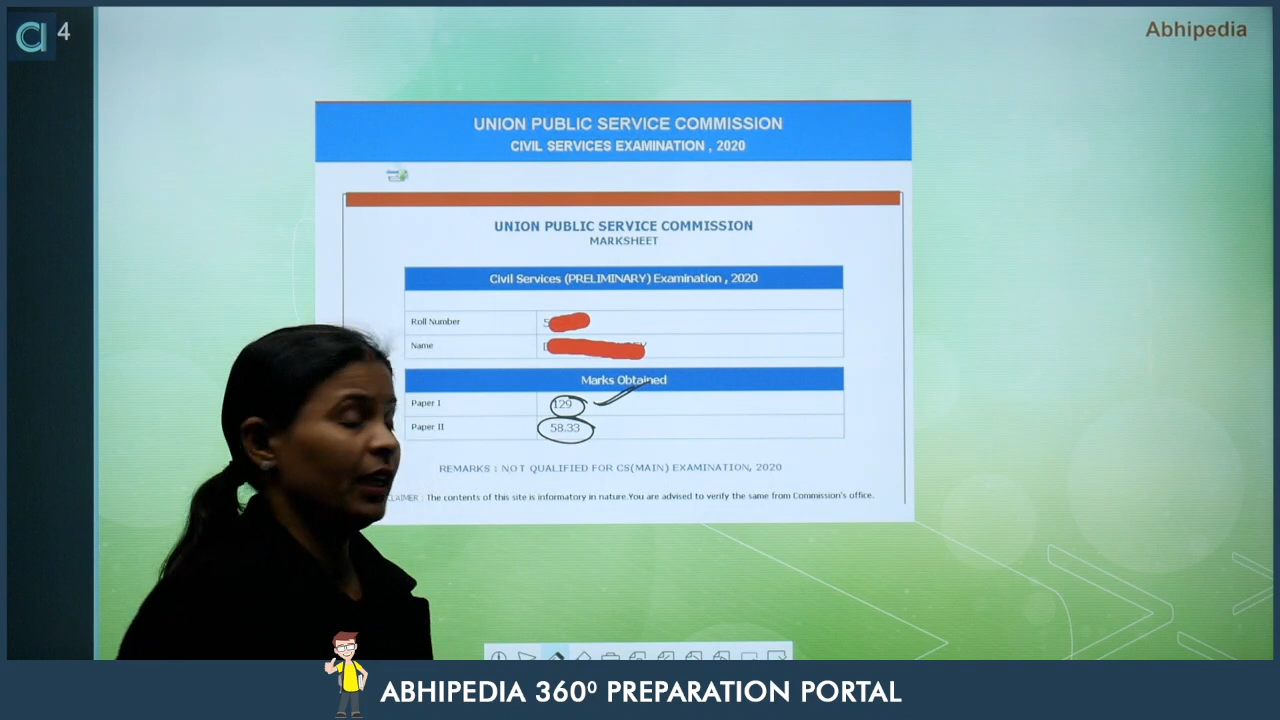 4
Abhipedia
UNION PUBLIC SERVICE COMMISSION
CIVIL SERVICES EXAMINATION , 2020
UNION PUBLIC SERVICE COMMISSION
MARKSHEET
Civil Services (PRELIMINARY) Examination , 2020
Roll Number
Name
Marks Obtained
Paper I 129
Paper II 58.33
REMARKS : NOT QUALIFIED FOR CS(MAIN) EXAMINATION, 2020
CLAIMER : The contents of this site is informatory in nature.You are advised to verify the same from Commission's office.
ABHIPEDIA 360º PREPARATION PORTAL